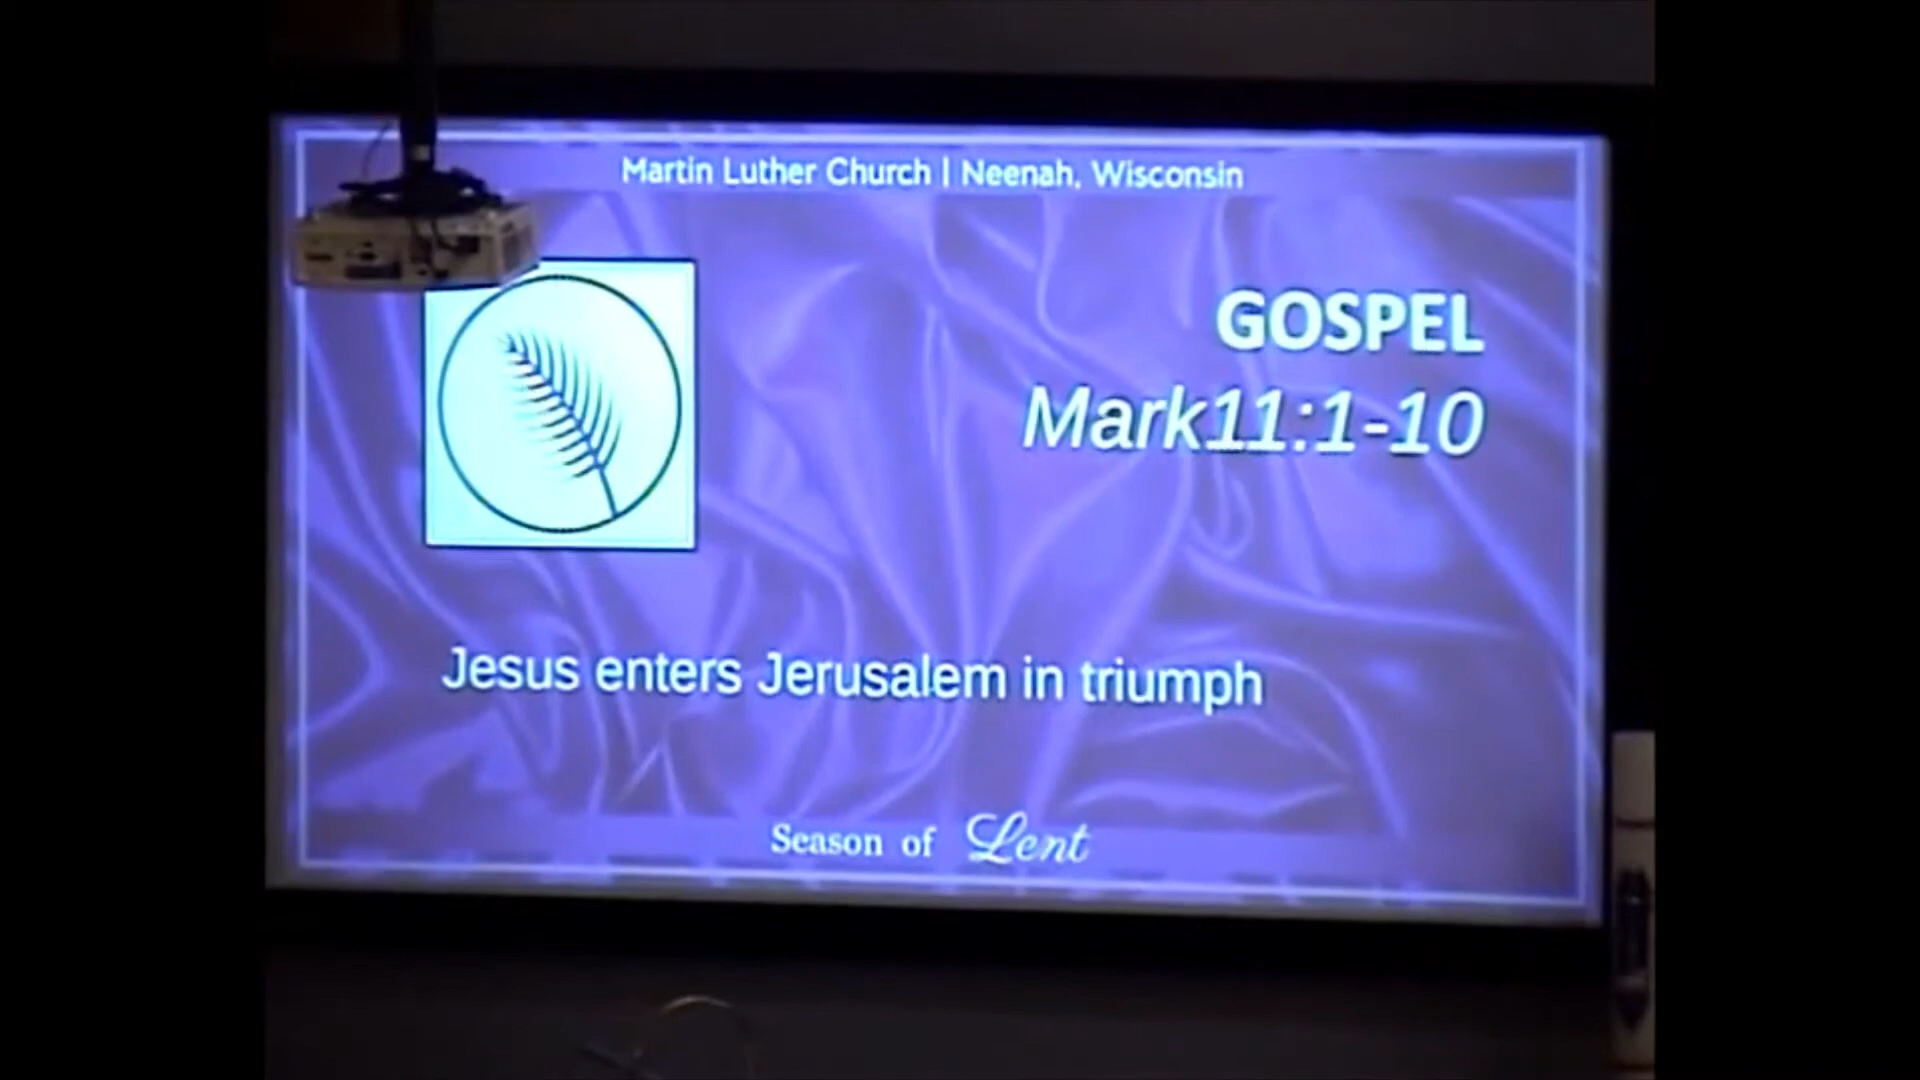 Martin Luther Church | Neenah, Wisconsin
GOSPEL
Mark11:1-10
Jesus enters Jerusalem in triumph
Season of Lent